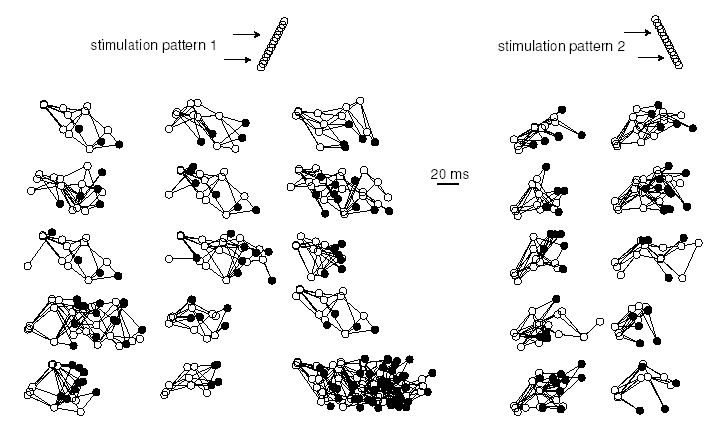 stimulation pattern 1
stimulation pattern 2
20 ms